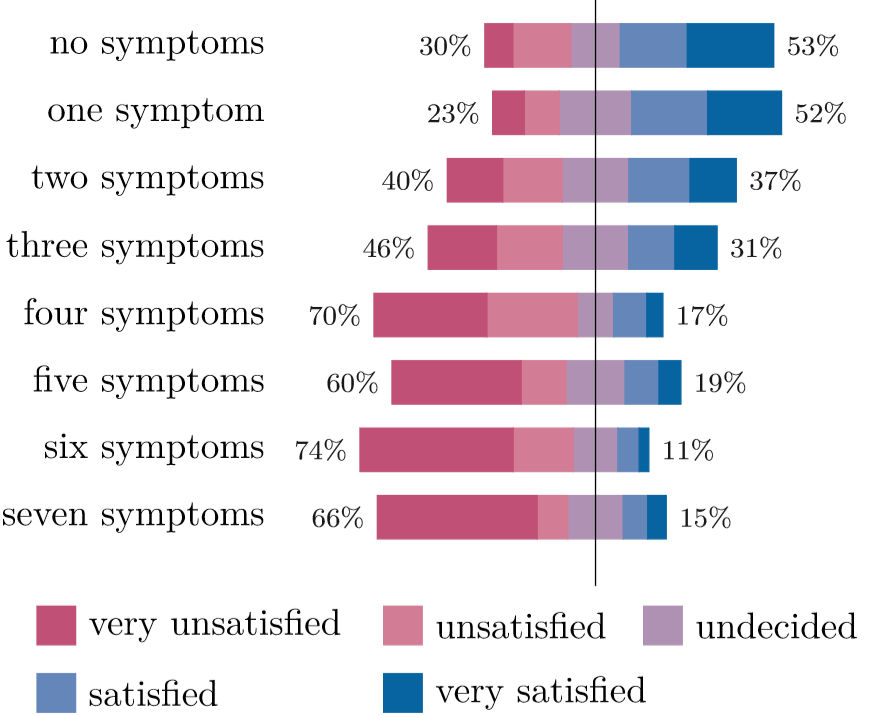 no symptoms 30% 53%
one symptom 23% 52%
two symptoms 40% 37%
three symptoms 46% 31%
four symptoms 70% 17%
five symptoms 60% 19%
six symptoms 74% 11%
seven symptoms 66% 15%
very unsatisfied unsatisfied undecided
satisfied very satisfied